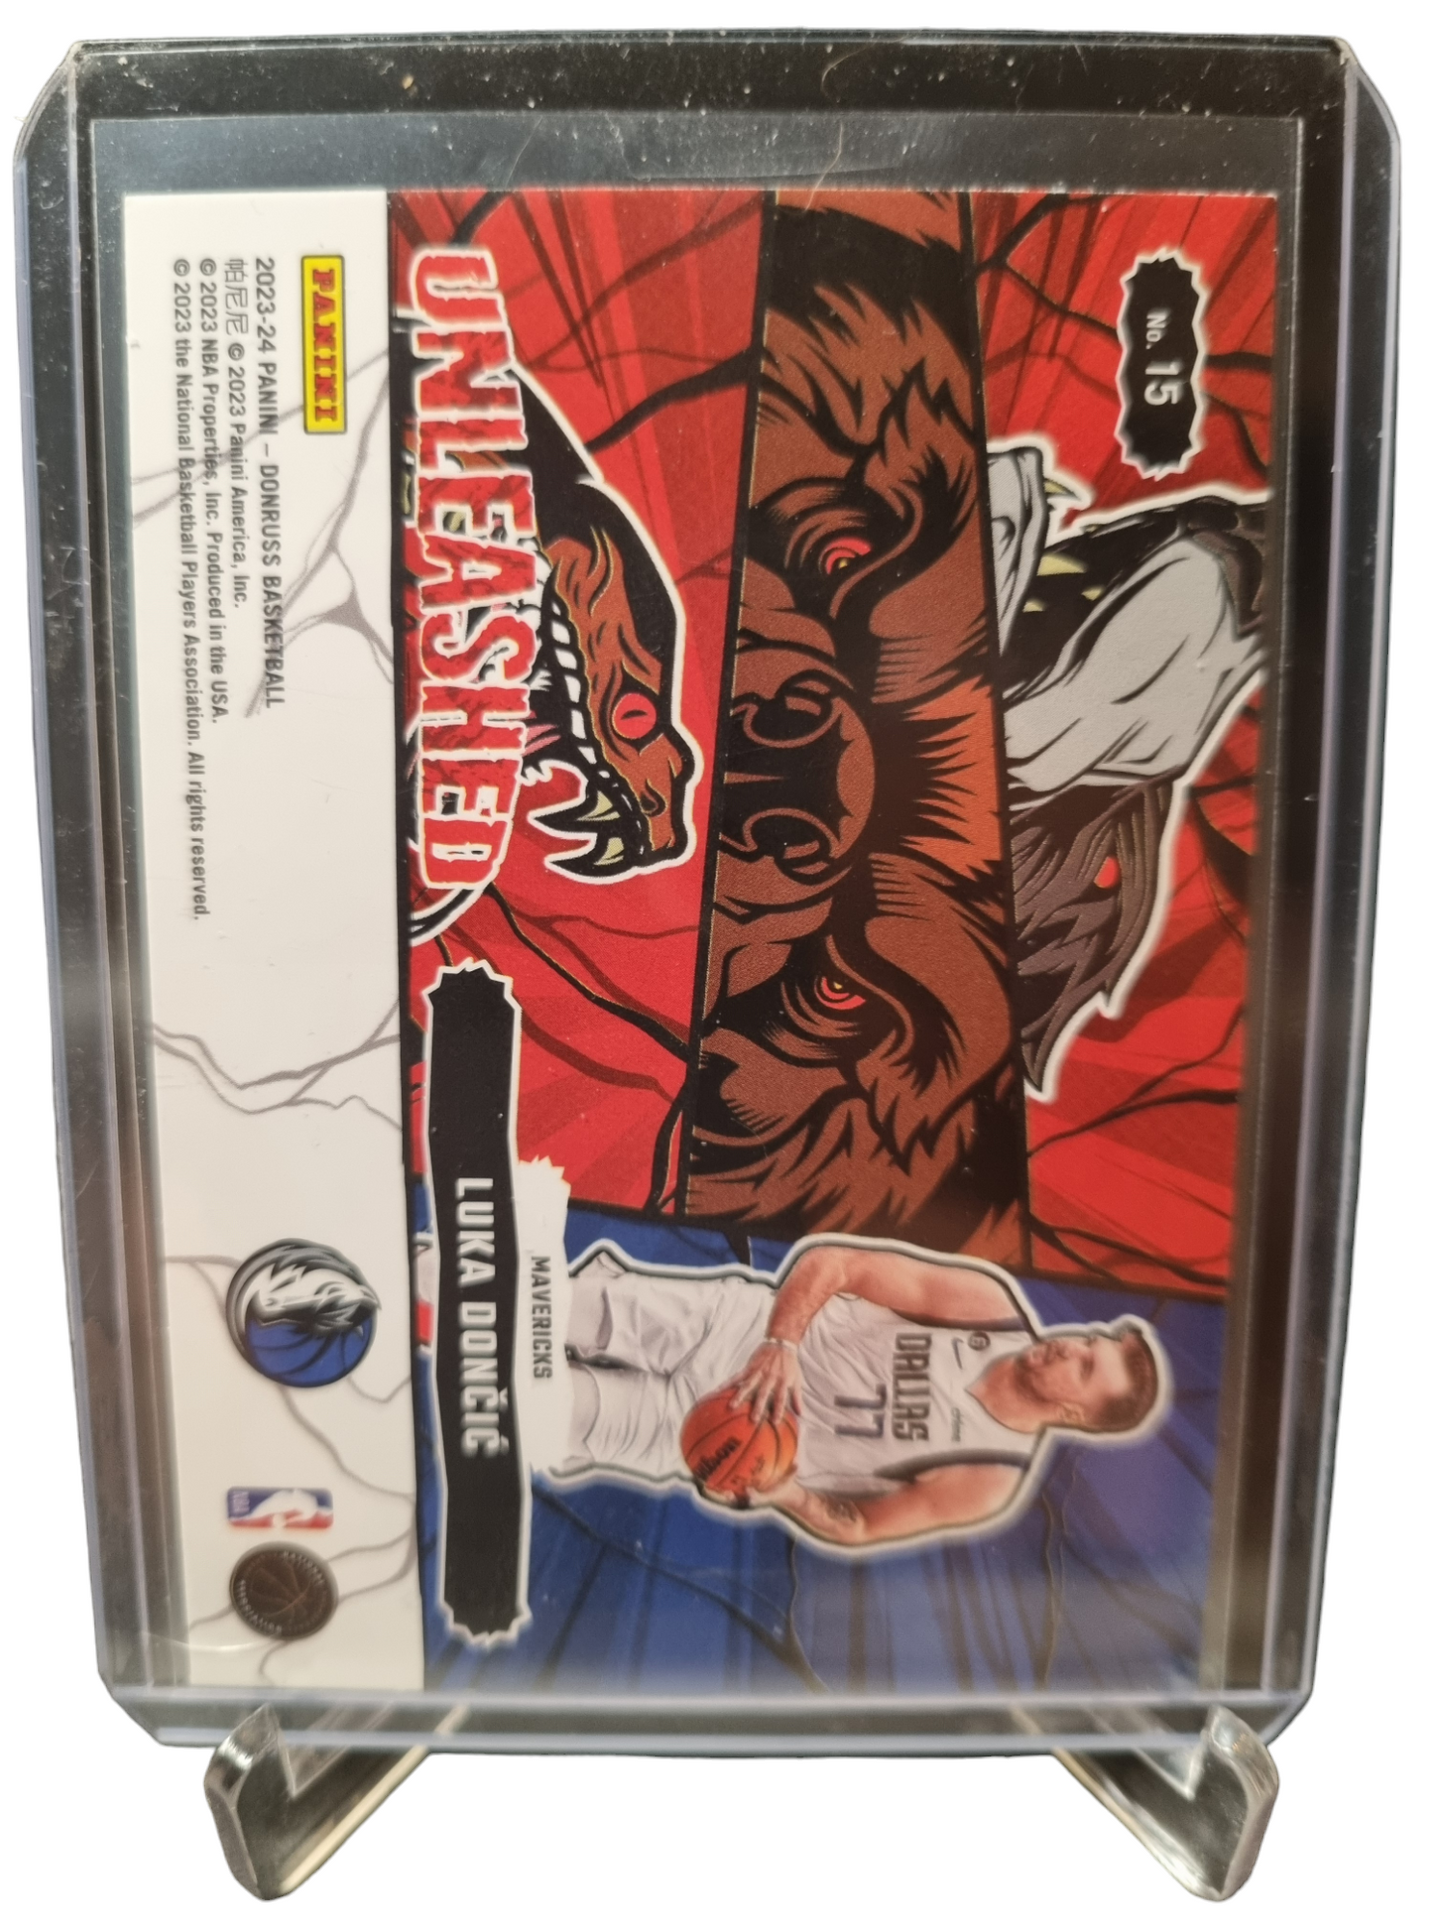 No. 15
UNLEASHED
LUKA DONČIĆ
MAVERICKS
DALLAS
77
Wilson
PANINI
2023-24 PANINI – DONRUSS BASKETBALL
帕尼尼 © 2023 Panini America, Inc.
© 2023 NBA Properties, Inc. Produced in the USA.
© 2023 the National Basketball Players Association. All rights reserved.